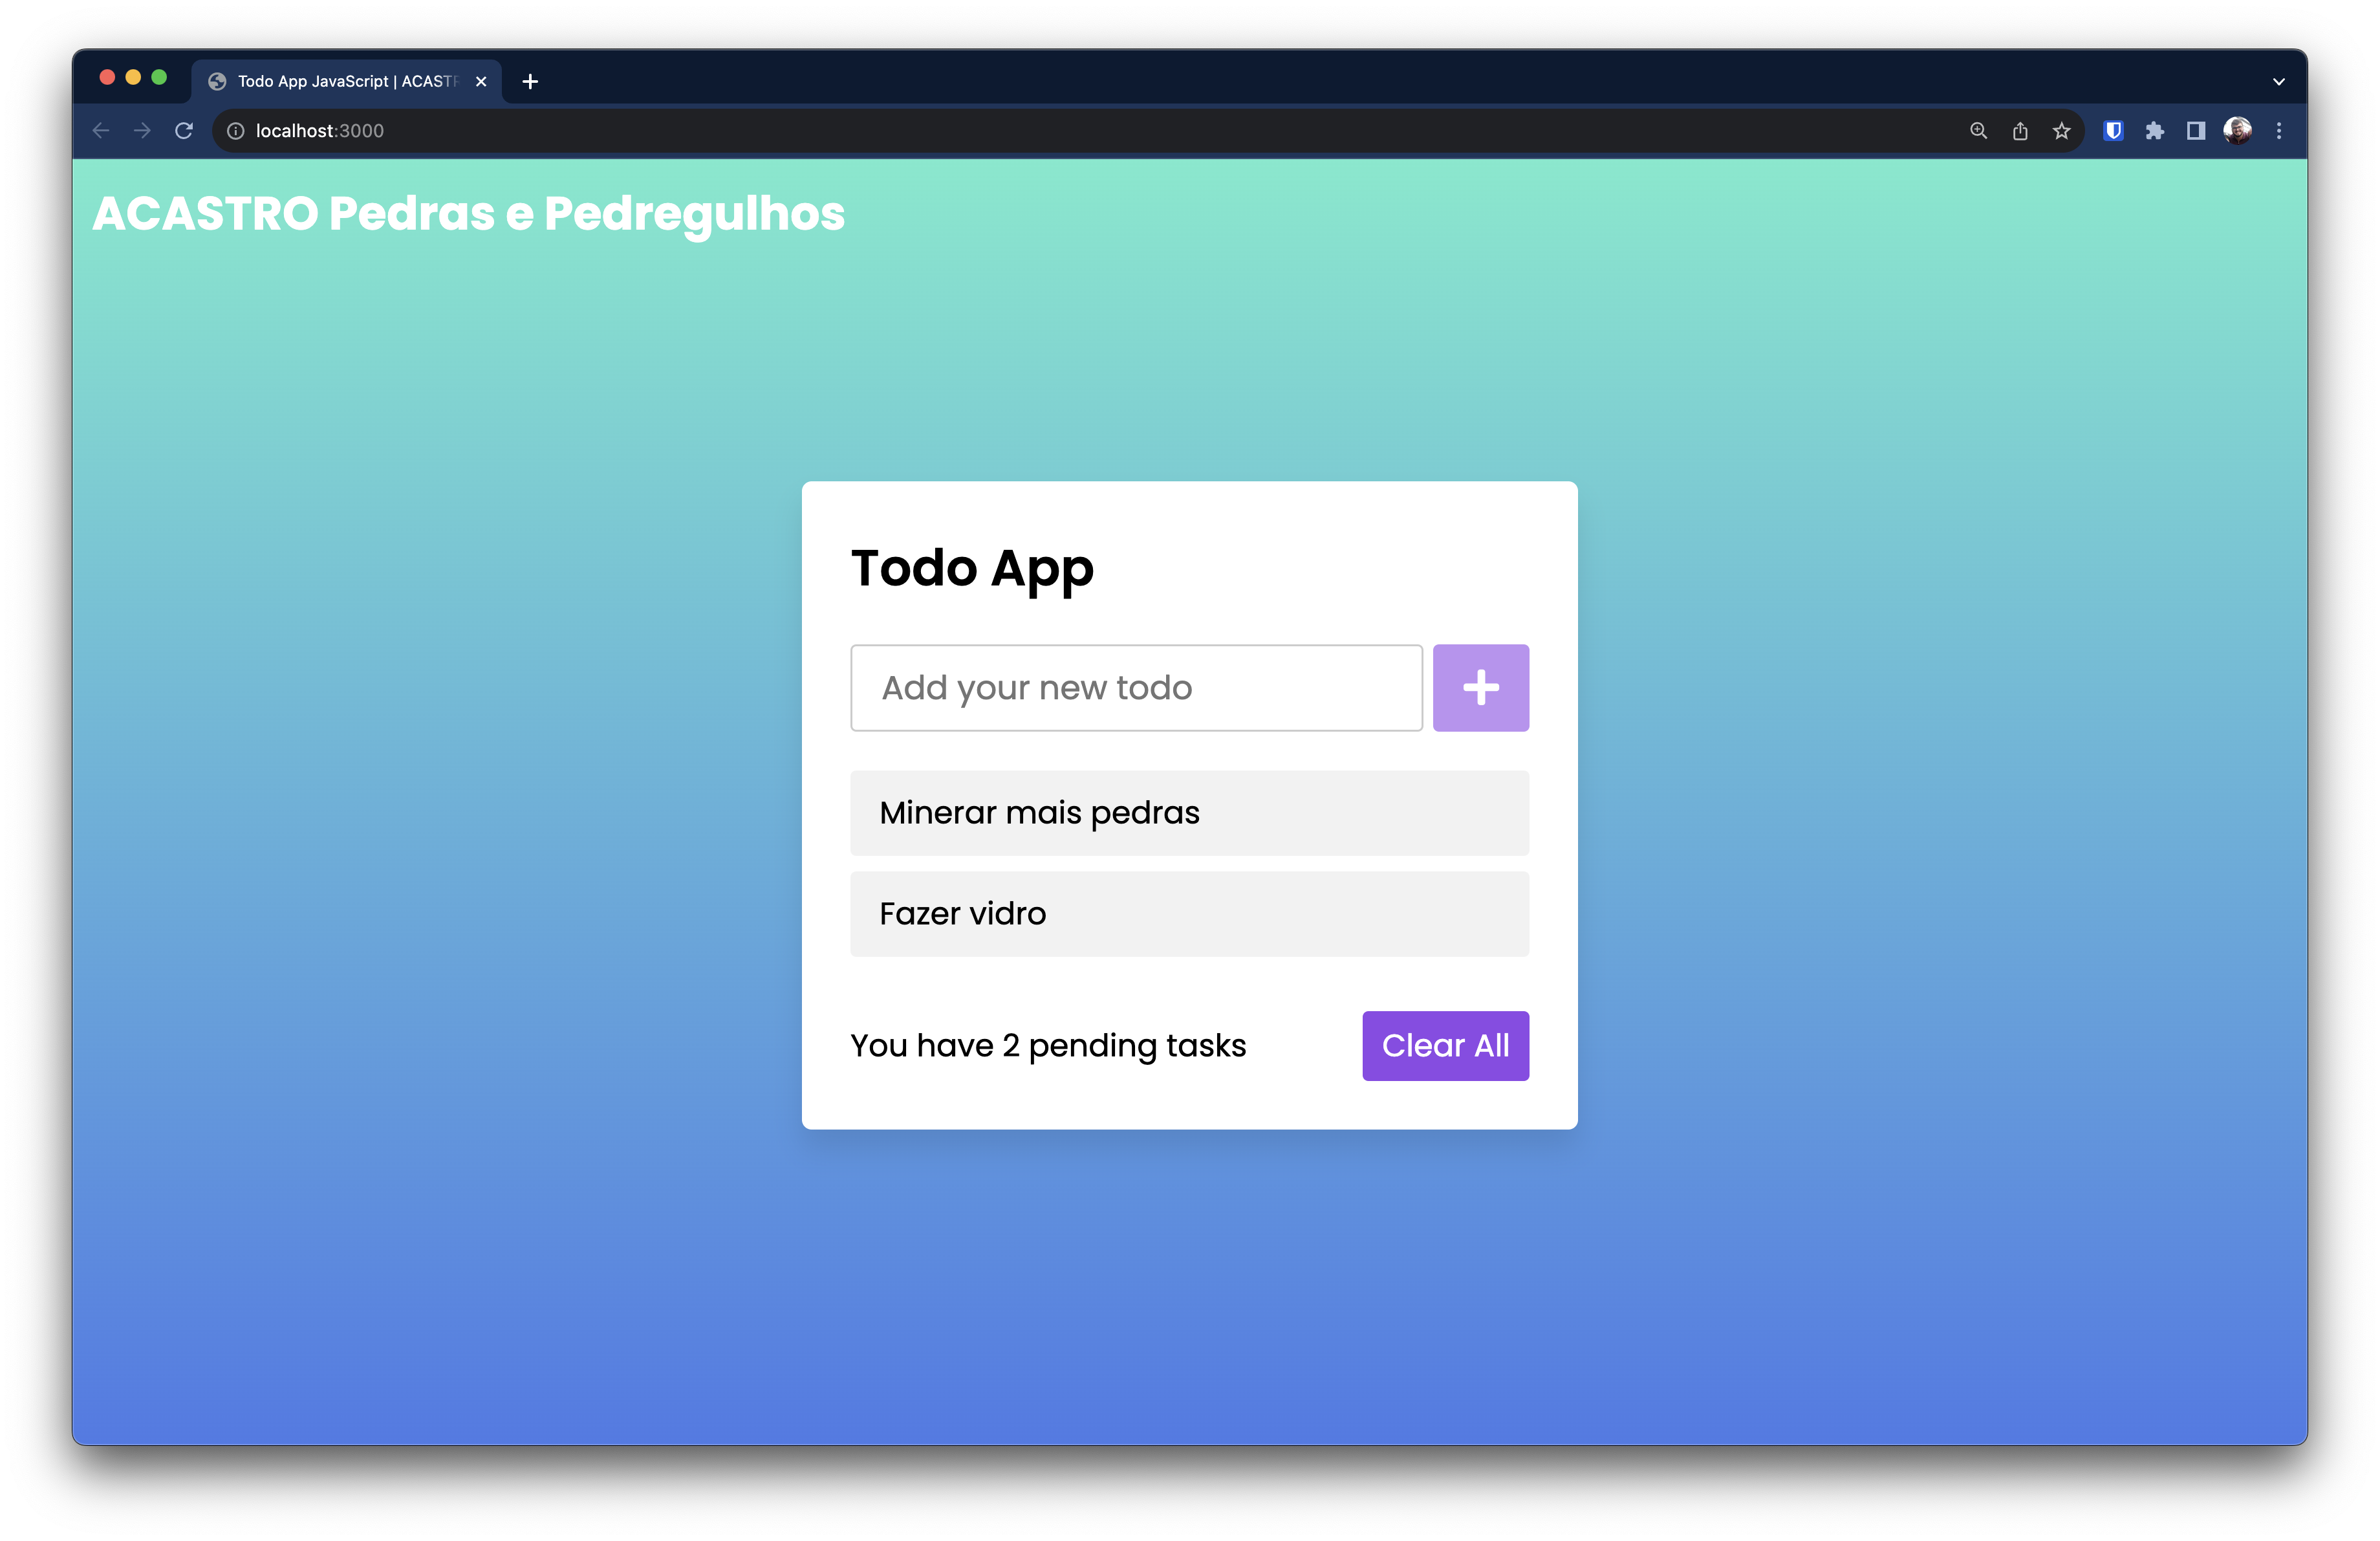 Todo App JavaScript | ACAST
localhost:3000
ACASTRO Pedras e Pedregulhos
Todo App
Add your new todo
Minerar mais pedras
Fazer vidro
You have 2 pending tasks
Clear All